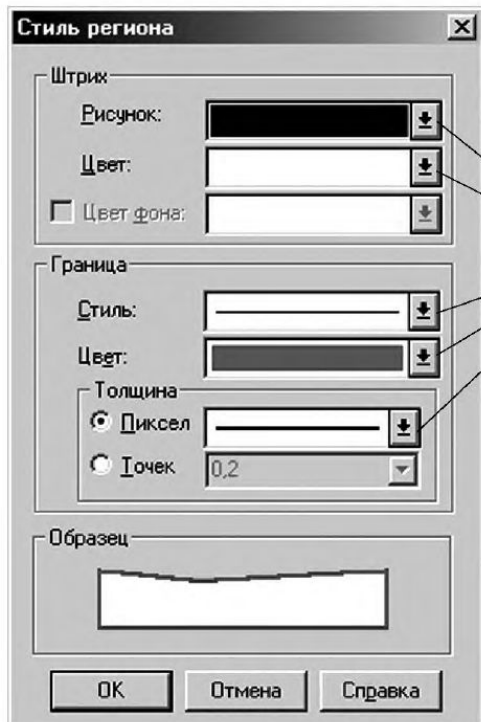 Стиль региона
Штрих
Рисунок:
Цвет:
Цвет фона:
Граница
Стиль:
Цвет:
Толщина
Пиксел
Точек 0,2
Образец
OK Отмена Справка